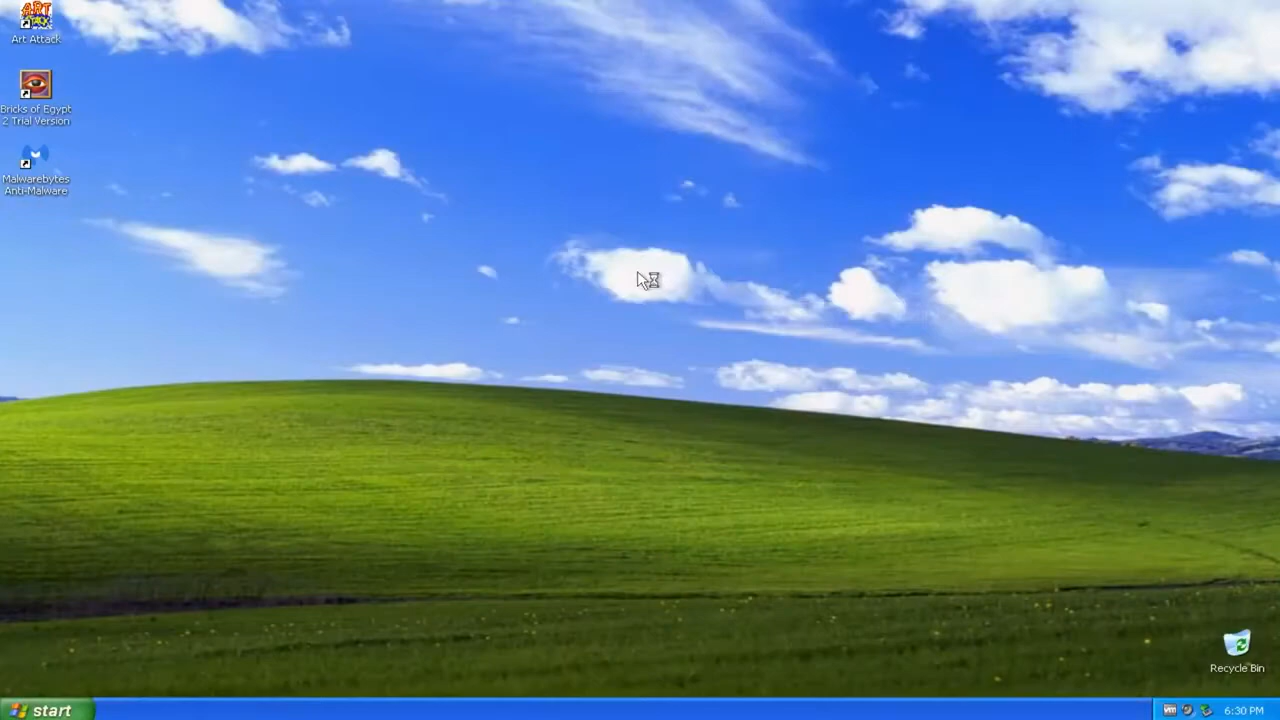 ART
ATTACK
Art Attack
Bricks of Egypt
2 Trial Version
Malwarebytes
Anti-Malware
Recycle Bin
start
vm
6:30 PM